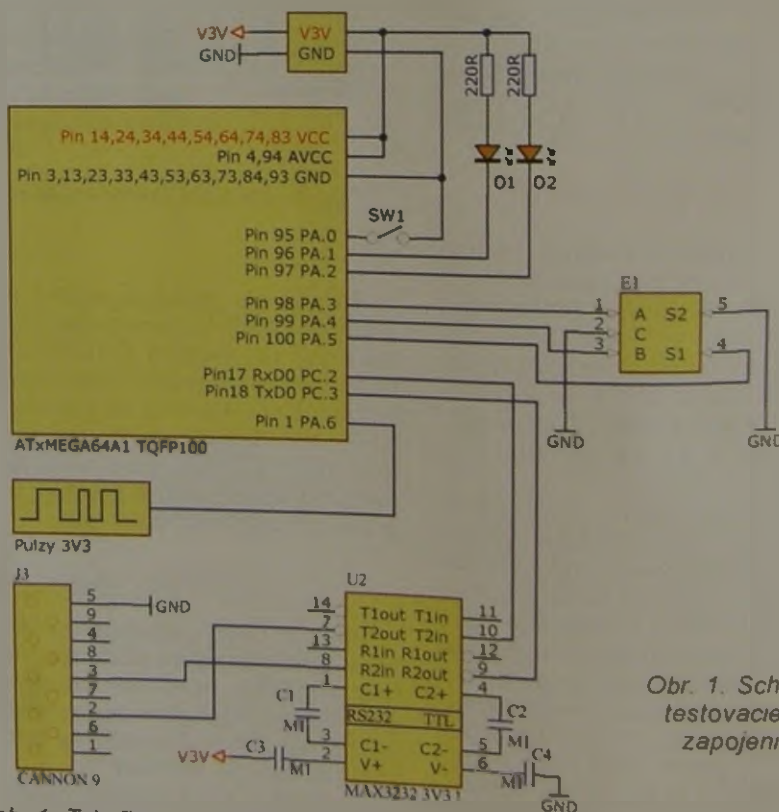 V3V
GND
V3V
GND
220R
220R
O1
O2
Pin 14,24,34,44,54,64,74,83 VCC
Pin 4,94 AVCC
Pin 3,13,23,33,43,53,63,73,84,93 GND
Pin 95 PA.0
Pin 96 PA.1
Pin 97 PA.2
Pin 98 PA.3
Pin 99 PA.4
Pin 100 PA.5
Pin17 RxD0 PC.2
Pin18 TxD0 PC.3
Pin 1 PA.6
ATxMEGA64A1 TQFP100
SW1
E1
1 A S2 5
2 C
3 B S1 4
GND
GND
Pulzy 3V3
J3
5
9
4
8
3
7
2
6
1
CANNON 9
GND
U2
14 T1out T1in 11
7 T2out T2in 10
13 R1in R1out 12
8 R2in R2out 9
1 C1+ C2+ 4
RS232 TTL
3 C1- C2- 5
2 V+ V- 6
MAX3232 3V3
C1
M1
C2
M1
V3V
C3
M1
C4
M1
GND
Obr. 1. Sch
testovacie
zapojeni